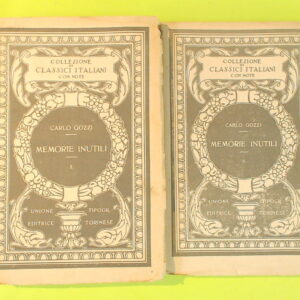 COLLEZIONE
DI
CLASSICI ITALIANI
CON NOTE
CARLO GOZZI
MEMORIE INUTILI
I
UNIONE TIPOGR.
EDITRICE TORINESE
COLLEZIONE
DI
CLASSICI ITALIANI
CON NOTE
CARLO GOZZI
MEMORIE INUTILI
UNIONE TIPOGR.
EDITRICE TORINESE